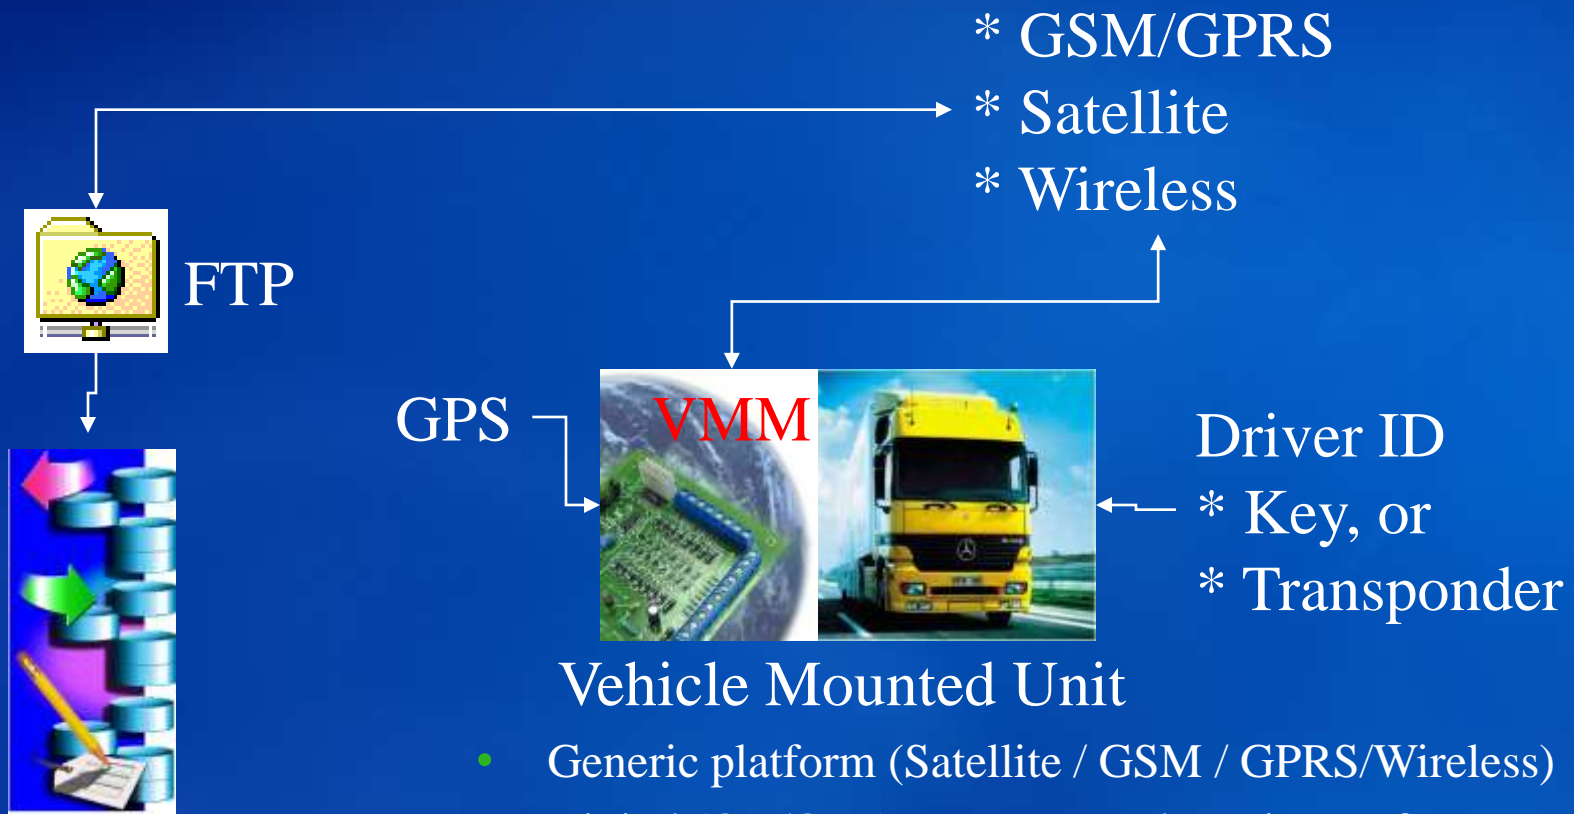 * GSM/GPRS
* Satellite
* Wireless
FTP
GPS
VMM
Driver ID
* Key, or
* Transponder
Vehicle Mounted Unit
• Generic platform (Satellite / GSM / GPRS/Wireless)